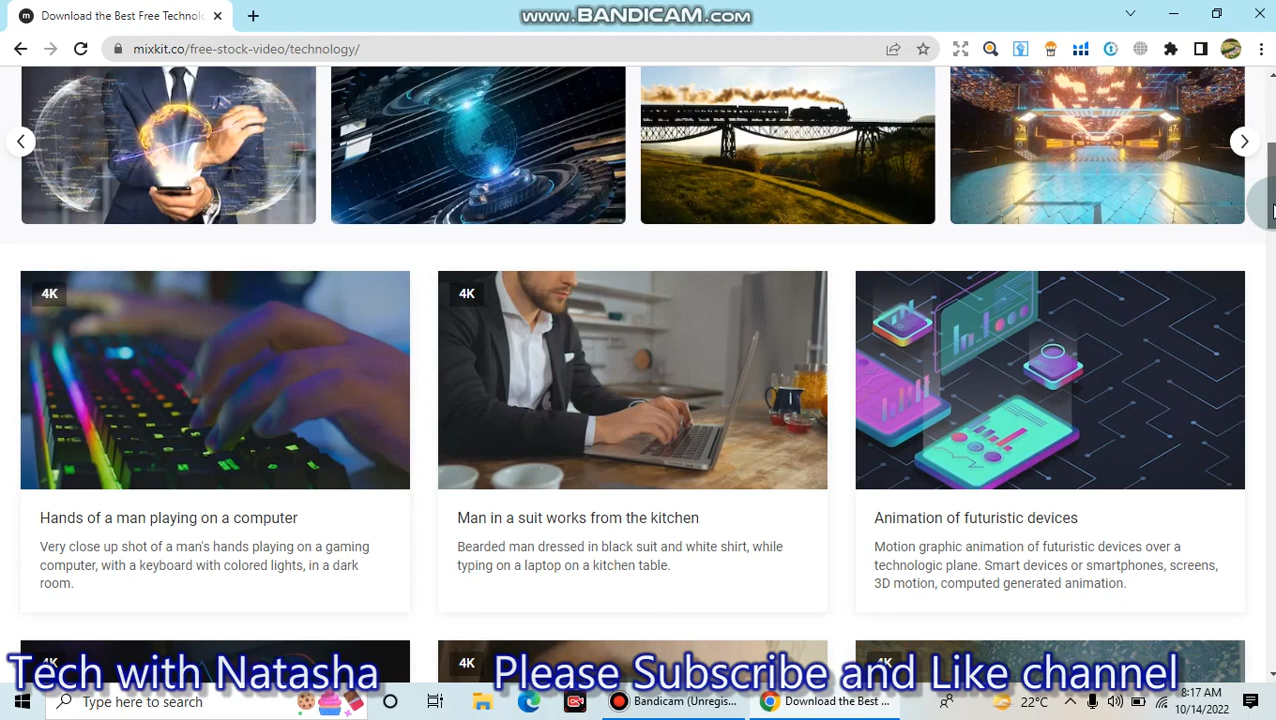 Download the Best Free Technolo
WWW.BANDICAM.COM
mixkit.co/free-stock-video/technology/
4K
4K
Hands of a man playing on a computer
Very close up shot of a man's hands playing on a gaming
computer, with a keyboard with colored lights, in a dark
room.
Man in a suit works from the kitchen
Bearded man dressed in black suit and white shirt, while
typing on a laptop on a kitchen table.
Animation of futuristic devices
Motion graphic animation of futuristic devices over a
technologic plane. Smart devices or smartphones, screens,
3D motion, computed generated animation.
4K
4K
4K
Tech with Natasha
Please Subscribe and Like channel
Type here to search
Bandicam (Unregis...
Download the Best ...
22°C
8:17 AM
10/14/2022